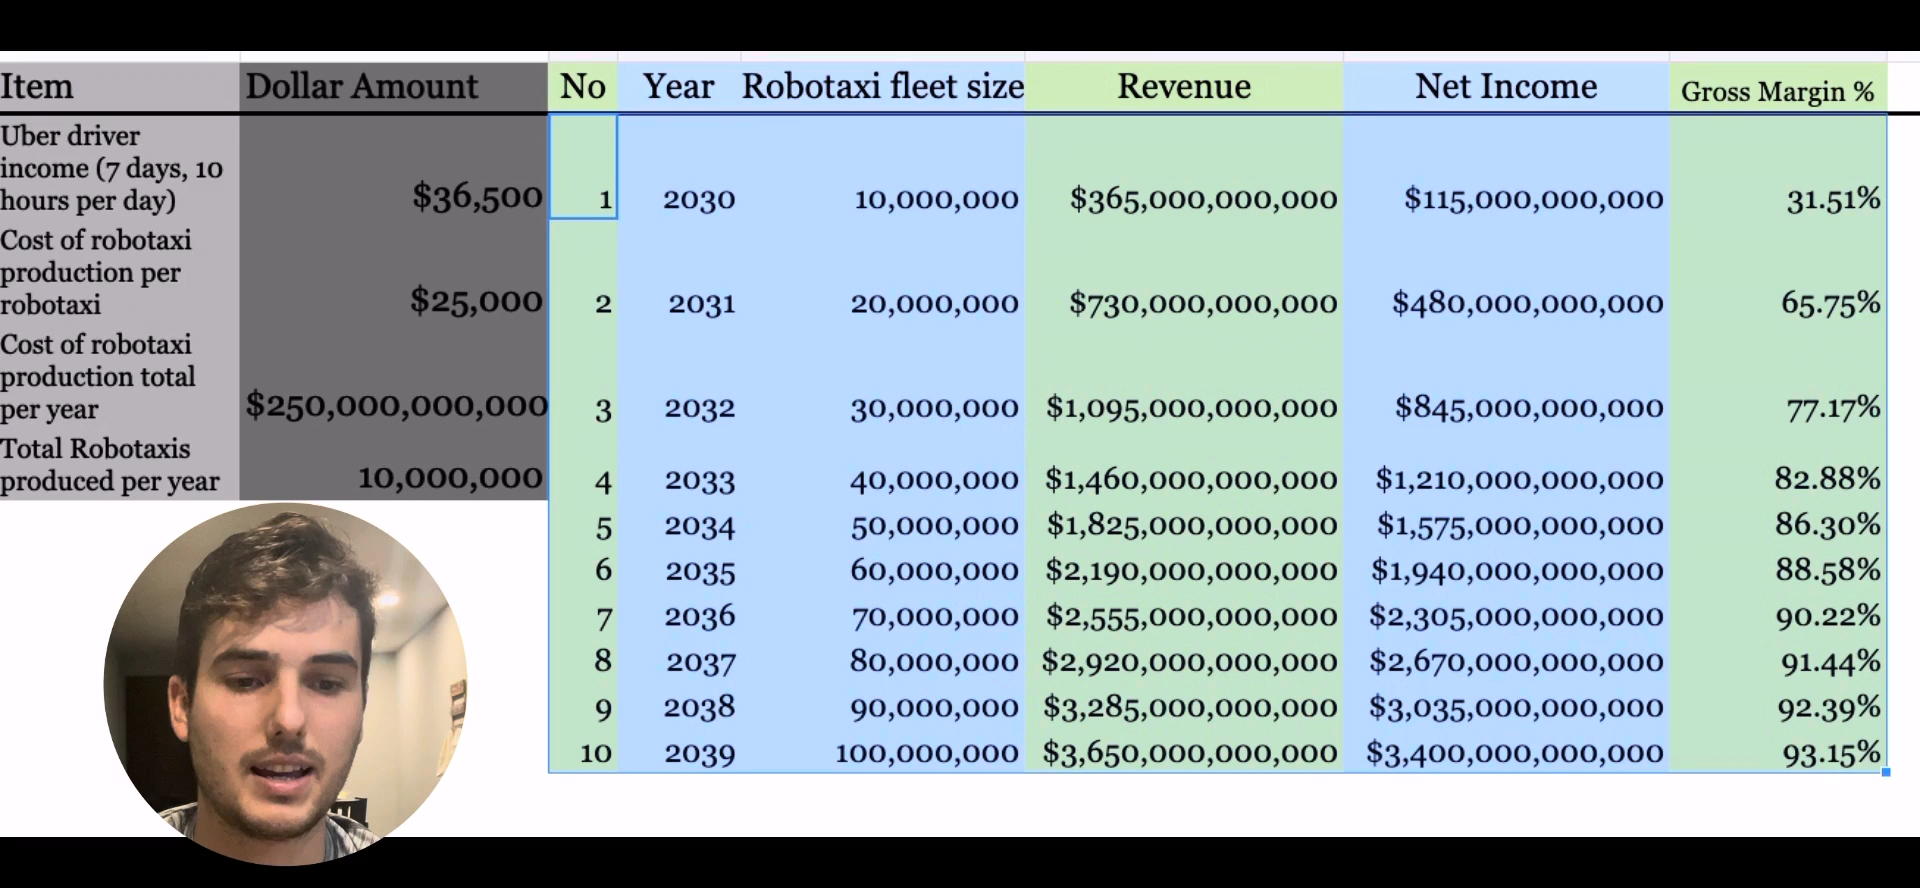 Item Dollar Amount No Year Robotaxi fleet size Revenue Net Income Gross Margin %
Uber driver
income (7 days, 10
hours per day) $36,500 1 2030 10,000,000 $365,000,000,000 $115,000,000,000 31.51%
Cost of robotaxi
production per
robotaxi $25,000 2 2031 20,000,000 $730,000,000,000 $480,000,000,000 65.75%
Cost of robotaxi
production total
per year $250,000,000,000 3 2032 30,000,000 $1,095,000,000,000 $845,000,000,000 77.17%
Total Robotaxis
produced per year 10,000,000 4 2033 40,000,000 $1,460,000,000,000 $1,210,000,000,000 82.88%
5 2034 50,000,000 $1,825,000,000,000 $1,575,000,000,000 86.30%
6 2035 60,000,000 $2,190,000,000,000 $1,940,000,000,000 88.58%
7 2036 70,000,000 $2,555,000,000,000 $2,305,000,000,000 90.22%
8 2037 80,000,000 $2,920,000,000,000 $2,670,000,000,000 91.44%
9 2038 90,000,000 $3,285,000,000,000 $3,035,000,000,000 92.39%
10 2039 100,000,000 $3,650,000,000,000 $3,400,000,000,000 93.15%